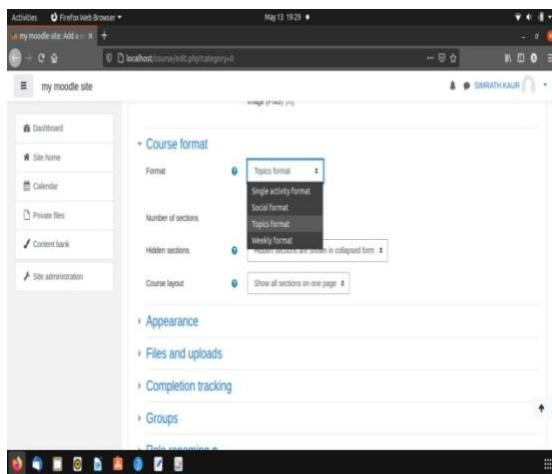 Activities Firefox Web Browser May 13 19:29
my moodle site: Add a
localhost/course/edit.php?category=0
my moodle site SIMRATH KAUR
Dashboard
Site home
Calendar
Private files
Content bank
Site administration
Course format
Format Topics format
Single activity format
Social format
Topics format
Weekly format
Number of sections
Hidden sections Hidden sections are shown in collapsed form
Course layout Show all sections on one page
Appearance
Files and uploads
Completion tracking
Groups